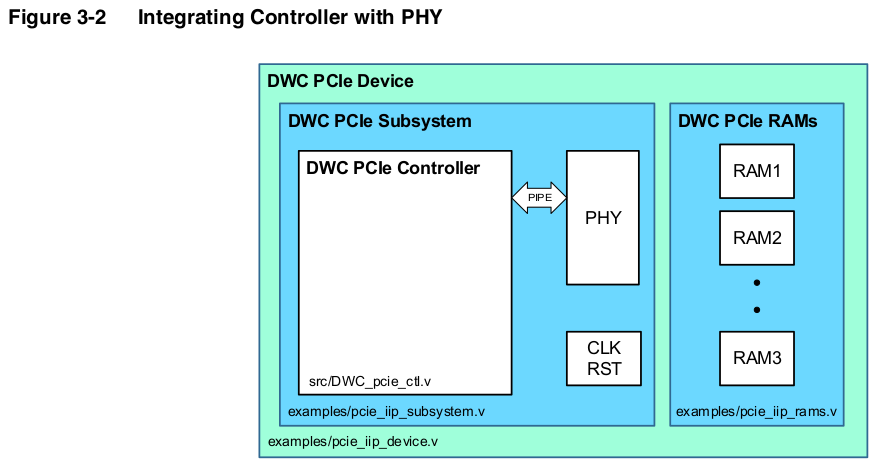 Figure 3-2 Integrating Controller with PHY
DWC PCIe Device
DWC PCIe Subsystem
DWC PCIe Controller
src/DWC_pcie_ctl.v
PIPE
PHY
CLK
RST
examples/pcie_iip_subsystem.v
DWC PCIe RAMs
RAM1
RAM2
RAM3
examples/pcie_iip_rams.v
examples/pcie_iip_device.v